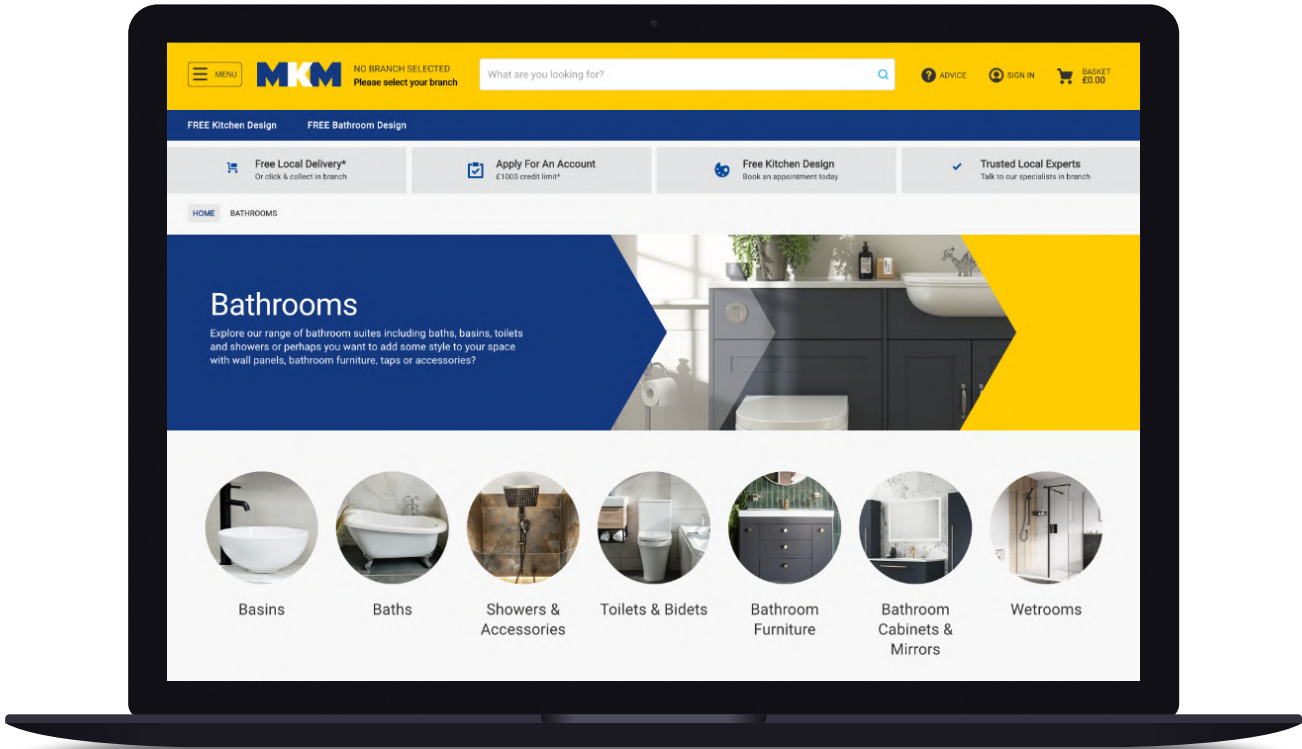 MENU
MKM
NO BRANCH SELECTED
Please select your branch
What are you looking for?
ADVICE
SIGN IN
BASKET
£0.00
FREE Kitchen Design
FREE Bathroom Design
Free Local Delivery*
Or click & collect in branch
Apply For An Account
£1000 credit limit*
Free Kitchen Design
Book an appointment today
Trusted Local Experts
Talk to our specialists in branch
HOME
BATHROOMS
Bathrooms
Explore our range of bathroom suites including baths, basins, toilets
and showers or perhaps you want to add some style to your space
with wall panels, bathroom furniture, taps or accessories?
Basins
Baths
Showers &
Accessories
Toilets & Bidets
Bathroom
Furniture
Bathroom
Cabinets &
Mirrors
Wetrooms